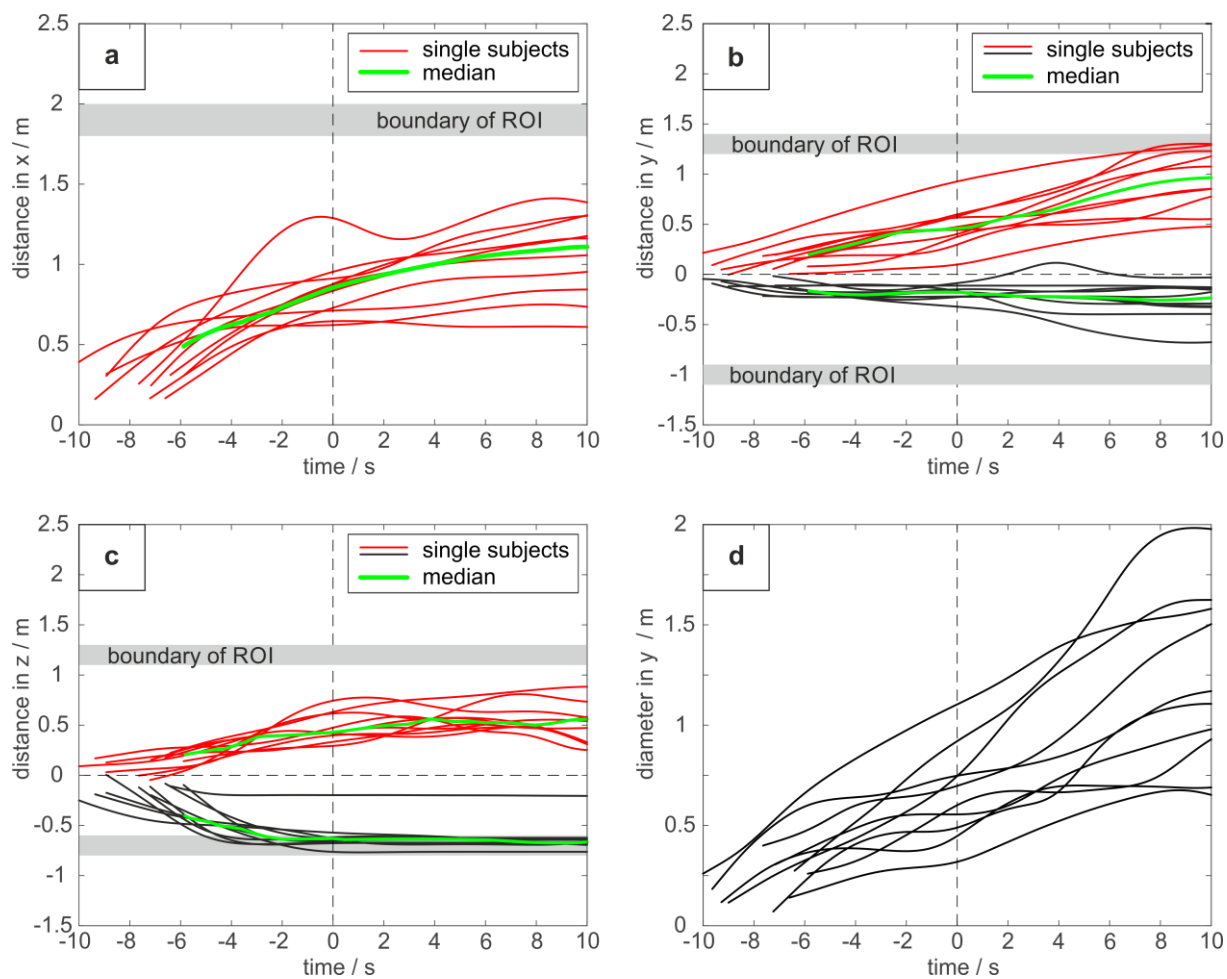 a
single subjects
median
boundary of ROI
2.5
2
1.5
1
0.5
0
distance in x / m
-10 -8 -6 -4 -2 0 2 4 6 8 10
time / s
b
single subjects
median
boundary of ROI
boundary of ROI
2.5
2
1.5
1
0.5
0
-0.5
-1
-1.5
distance in y / m
-10 -8 -6 -4 -2 0 2 4 6 8 10
time / s
c
single subjects
median
boundary of ROI
2.5
2
1.5
1
0.5
0
-0.5
-1
-1.5
distance in z / m
-10 -8 -6 -4 -2 0 2 4 6 8 10
time / s
d
2
1.5
1
0.5
0
diameter in y / m
-10 -8 -6 -4 -2 0 2 4 6 8 10
time / s